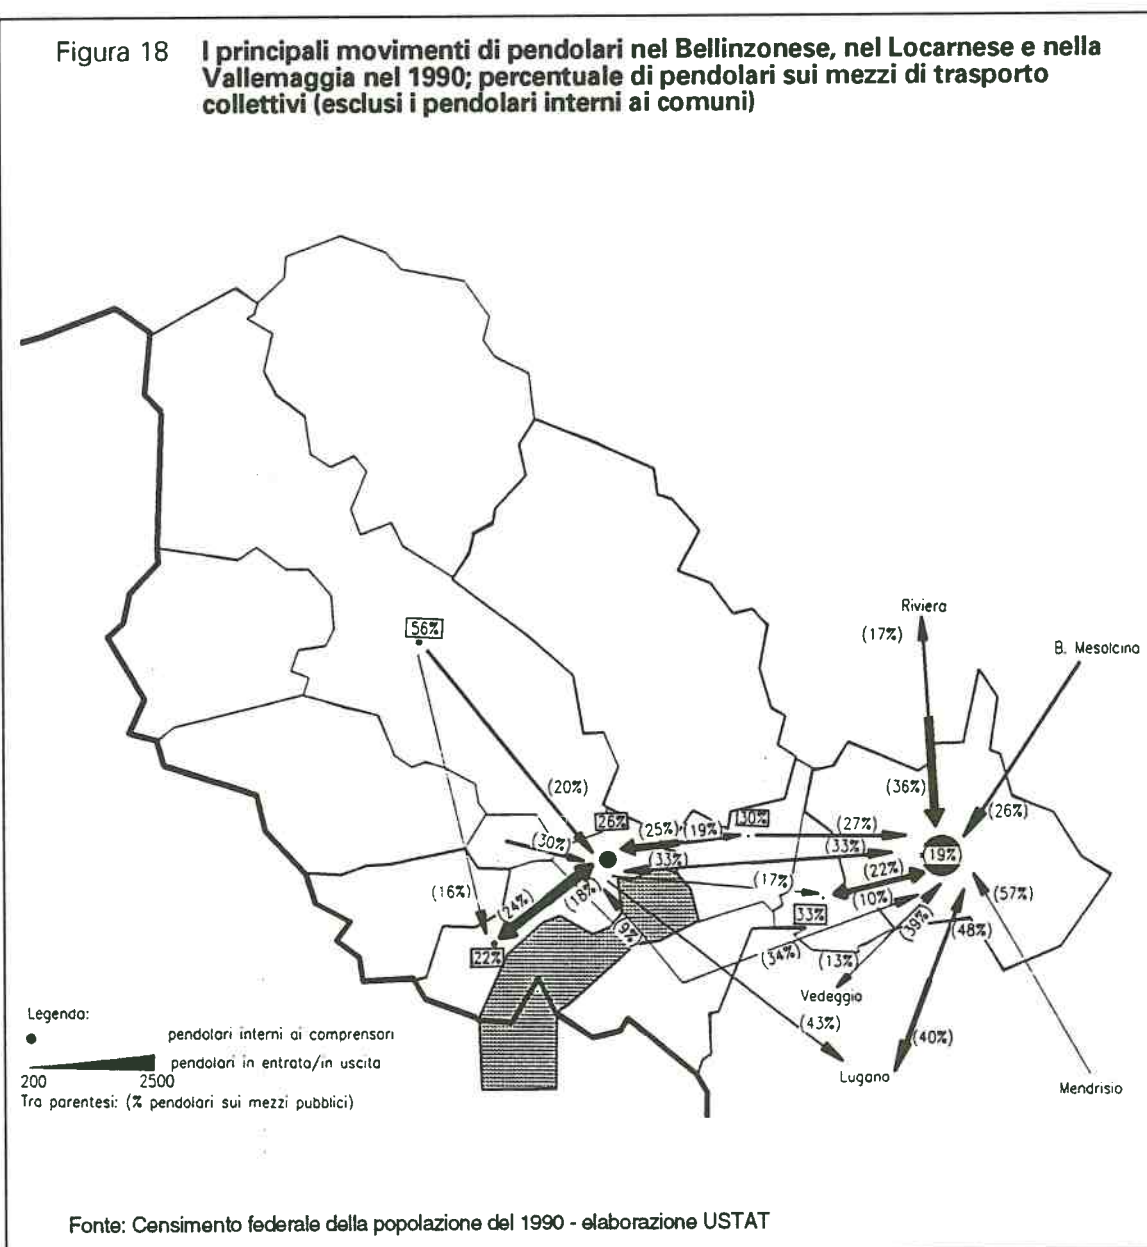 Figura 18
I principali movimenti di pendolari nel Bellinzonese, nel Locarnese e nella
Vallemaggia nel 1990; percentuale di pendolari sui mezzi di trasporto
collettivi (esclusi i pendolari interni ai comuni)
Riviera
(17%)
B. Mesolcina
56%
(20%)
(36%)
(26%)
26%
(25%)
(19%)
30%
(27%)
(30%)
(33%)
(33%)
19%
(22%)
(17%)
(16%)
(24%)
(18%)
(10%)
(57%)
33%
(9%)
(39%)
(48%)
22%
(34%)
(13%)
Vedeggio
(43%)
(40%)
Lugano
Mendrisio
Legenda:
pendolari interni ai comprensori
pendolari in entrata/in uscita
200
2500
Tra parentesi: (% pendolari sui mezzi pubblici)
Fonte: Censimento federale della popolazione del 1990 - elaborazione USTAT